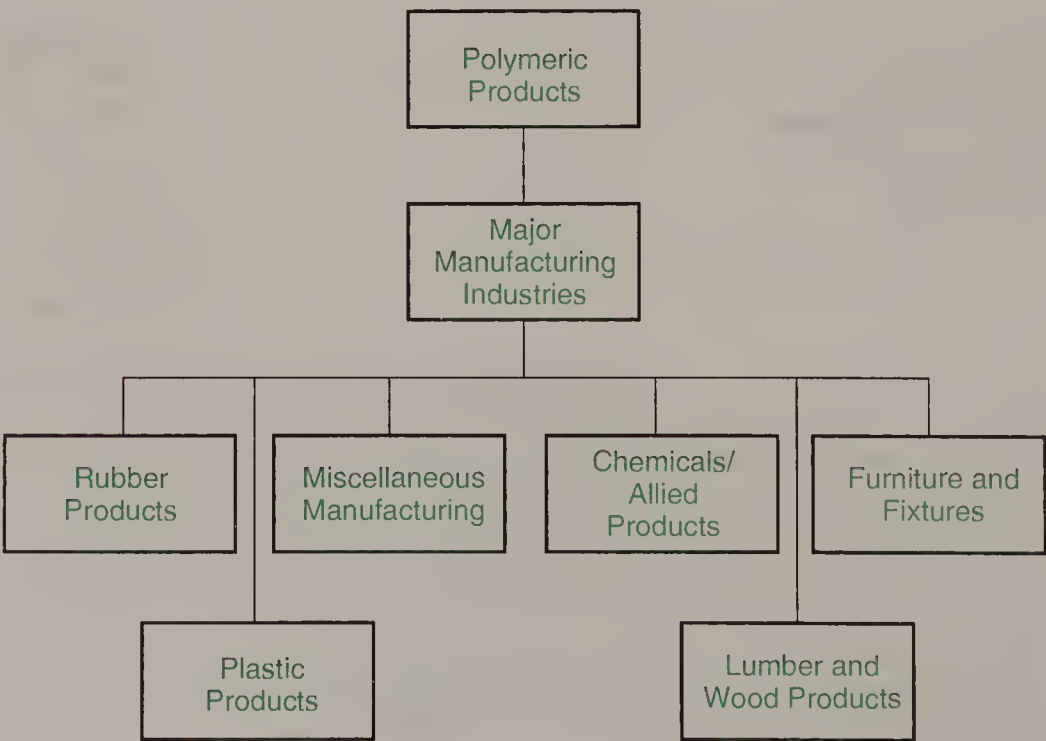 Polymeric
Products
Major
Manufacturing
Industries
Rubber
Products
Miscellaneous
Manufacturing
Chemicals/
Allied
Products
Furniture and
Fixtures
Plastic
Products
Lumber and
Wood Products